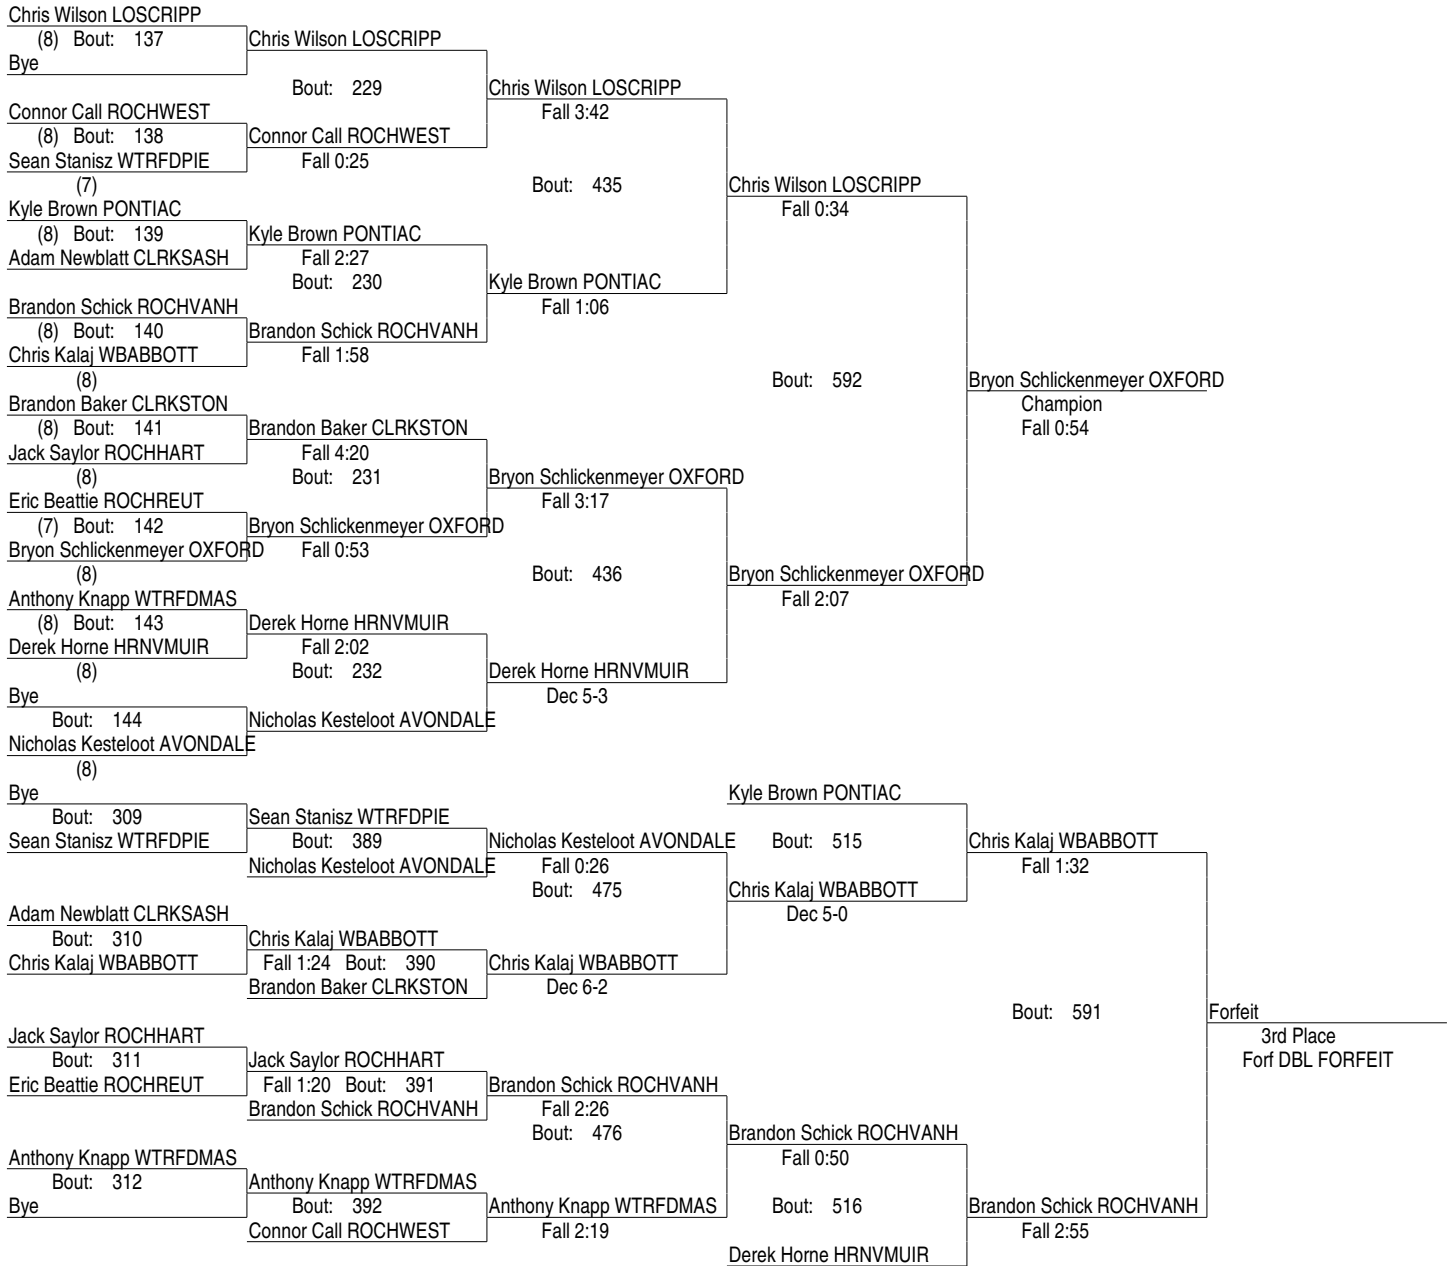 Chris Wilson LOSCRIPP
(8) Bout: 137
Chris Wilson LOSCRIPP
Bye
Bout: 229
Chris Wilson LOSCRIPP
Connor Call ROCHWEST
Fall 3:42
(8) Bout: 138
Connor Call ROCHWEST
Sean Stanisz WTRFDPIE
Fall 0:25
(7)
Bout: 435
Chris Wilson LOSCRIPP
Kyle Brown PONTIAC
Fall 0:34
(8) Bout: 139
Kyle Brown PONTIAC
Adam Newblatt CLRKSASH
Fall 2:27
Bout: 230
Kyle Brown PONTIAC
Brandon Schick ROCHVANH
Fall 1:06
(8) Bout: 140
Brandon Schick ROCHVANH
Chris Kalaj WBABBOTT
Fall 1:58
(8)
Bout: 592
Bryon Schlickenmeyer OXFORD
Brandon Baker CLRKSTON
Champion
(8) Bout: 141
Brandon Baker CLRKSTON
Fall 0:54
Jack Saylor ROCHHART
Fall 4:20
(8)
Bout: 231
Bryon Schlickenmeyer OXFORD
Eric Beattie ROCHREUT
Fall 3:17
(7) Bout: 142
Bryon Schlickenmeyer OXFORD
Bryon Schlickenmeyer OXFORD
Fall 0:53
(8)
Bout: 436
Bryon Schlickenmeyer OXFORD
Anthony Knapp WTRFDMAS
Fall 2:07
(8) Bout: 143
Derek Horne HRNVMUIR
Derek Horne HRNVMUIR
Fall 2:02
(8)
Bout: 232
Derek Horne HRNVMUIR
Bye
Dec 5-3
Bout: 144
Nicholas Kesteloot AVONDALE
Nicholas Kesteloot AVONDALE
(8)
Bye
Kyle Brown PONTIAC
Bout: 309
Sean Stanisz WTRFDPIE
Sean Stanisz WTRFDPIE
Bout: 389
Nicholas Kesteloot AVONDALE
Bout: 515
Chris Kalaj WBABBOTT
Nicholas Kesteloot AVONDALE
Fall 0:26
Fall 1:32
Bout: 475
Chris Kalaj WBABBOTT
Adam Newblatt CLRKSASH
Dec 5-0
Bout: 310
Chris Kalaj WBABBOTT
Chris Kalaj WBABBOTT
Fall 1:24 Bout: 390
Chris Kalaj WBABBOTT
Brandon Baker CLRKSTON
Dec 6-2
Bout: 591
Forfeit
Jack Saylor ROCHHART
3rd Place
Bout: 311
Jack Saylor ROCHHART
Forf DBL FORFEIT
Eric Beattie ROCHREUT
Fall 1:20 Bout: 391
Brandon Schick ROCHVANH
Brandon Schick ROCHVANH
Fall 2:26
Bout: 476
Brandon Schick ROCHVANH
Anthony Knapp WTRFDMAS
Fall 0:50
Bout: 312
Anthony Knapp WTRFDMAS
Bye
Bout: 392
Anthony Knapp WTRFDMAS
Bout: 516
Brandon Schick ROCHVANH
Connor Call ROCHWEST
Fall 2:19
Fall 2:55
Derek Horne HRNVMUIR